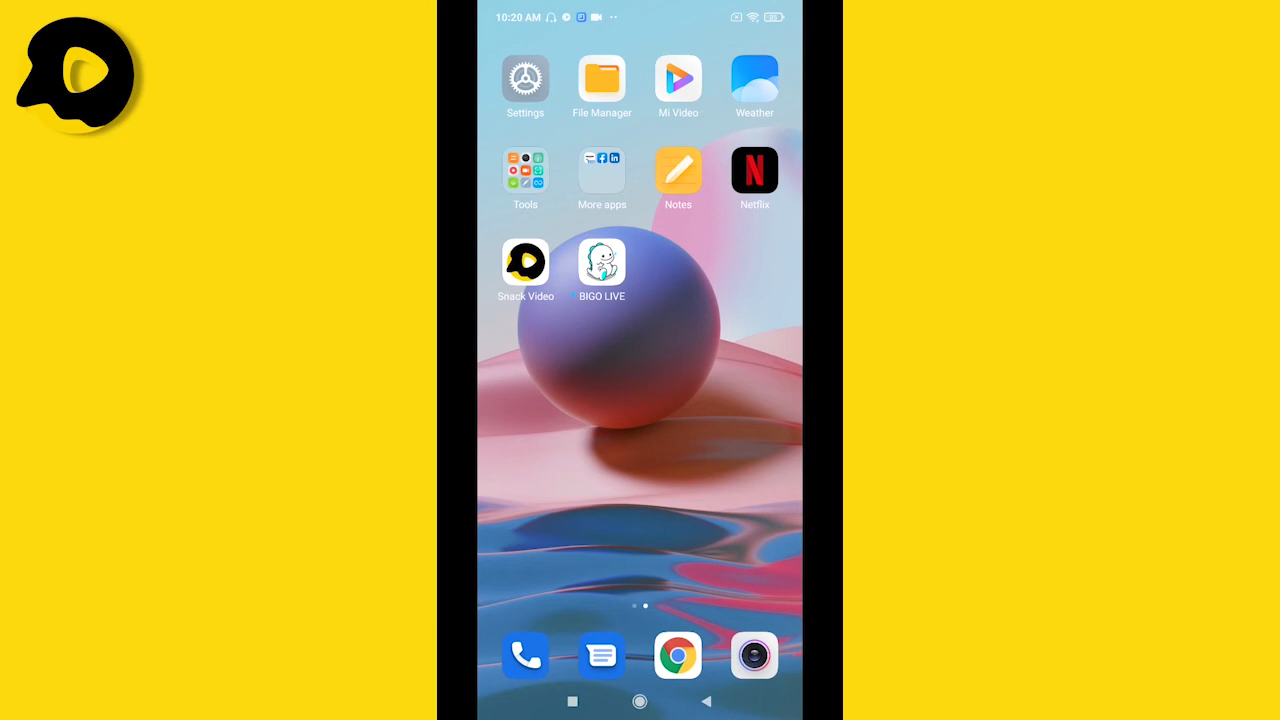 10:20 AM
Settings File Manager Mi Video Weather
Tools More apps Notes Netflix
Snack Video BIGO LIVE